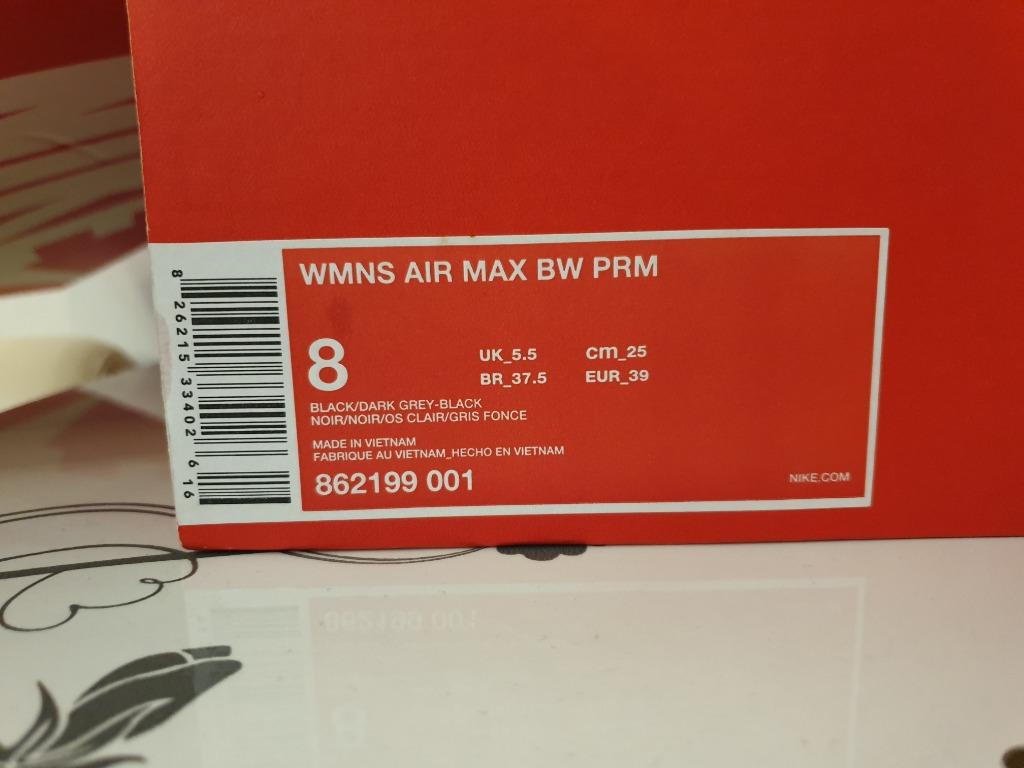 WMNS AIR MAX BW PRM
8
UK_5.5 cm_25
BR_37.5 EUR_39
BLACK/DARK GREY-BLACK
NOIR/NOIR/OS CLAIR/GRIS FONCE
MADE IN VIETNAM
FABRIQUE AU VIETNAM_HECHO EN VIETNAM
862199 001
NIKE.COM
8 26215 33402 6 16